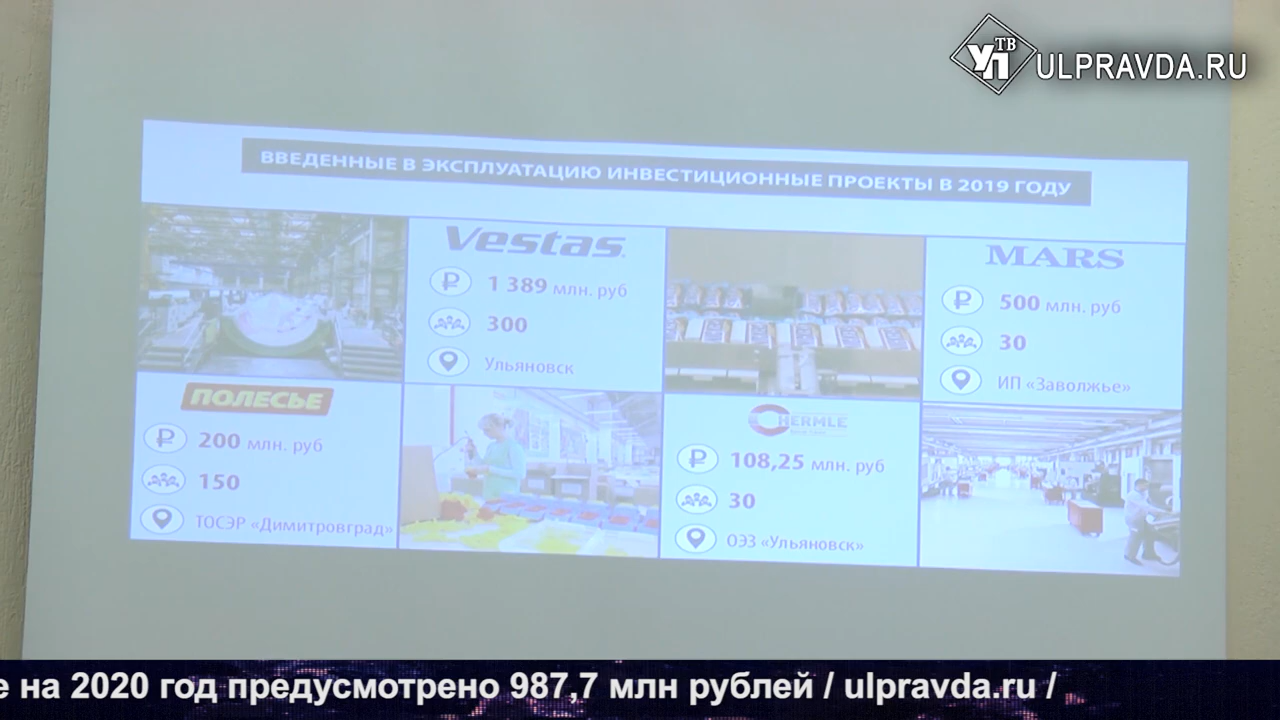 УП ТВ
ULPRAVDA.RU
ВВЕДЕННЫЕ В ЭКСПЛУАТАЦИЮ ИНВЕСТИЦИОННЫЕ ПРОЕКТЫ В 2019 ГОДУ
Vestas
1 389 млн. руб
300
Ульяновск
MARS
500 млн. руб
30
ИП «Заволжье»
ПОЛЕСЬЕ
200 млн. руб
150
ТОСЭР «Димитровград»
HERMLE
108,25 млн. руб
30
ОЭЗ «Ульяновск»
е на 2020 год предусмотрено 987,7 млн рублей / ulpravda.ru /